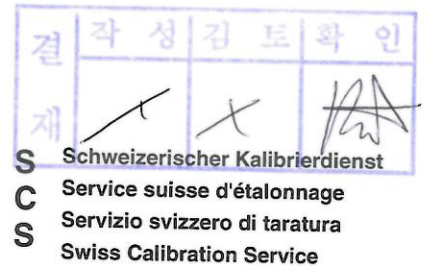 결 재
작 성 검 토 확 인
S Schweizerischer Kalibrierdienst
C Service suisse d'étalonnage
S Servizio svizzero di taratura
Swiss Calibration Service